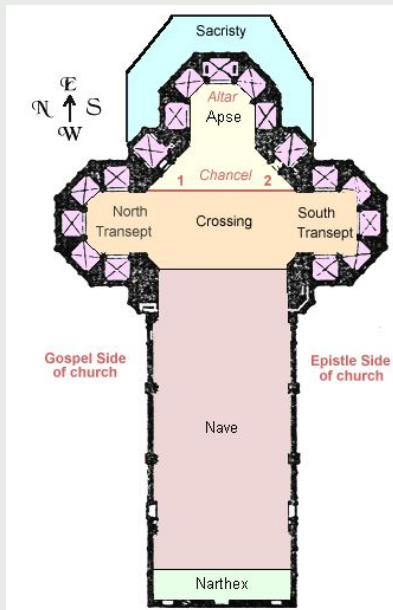 Sacristy
E
N S
W
Altar
Apse
1 Chancel 2
North
Transept
Crossing
South
Transept
Gospel Side
of church
Epistle Side
of church
Nave
Narthex